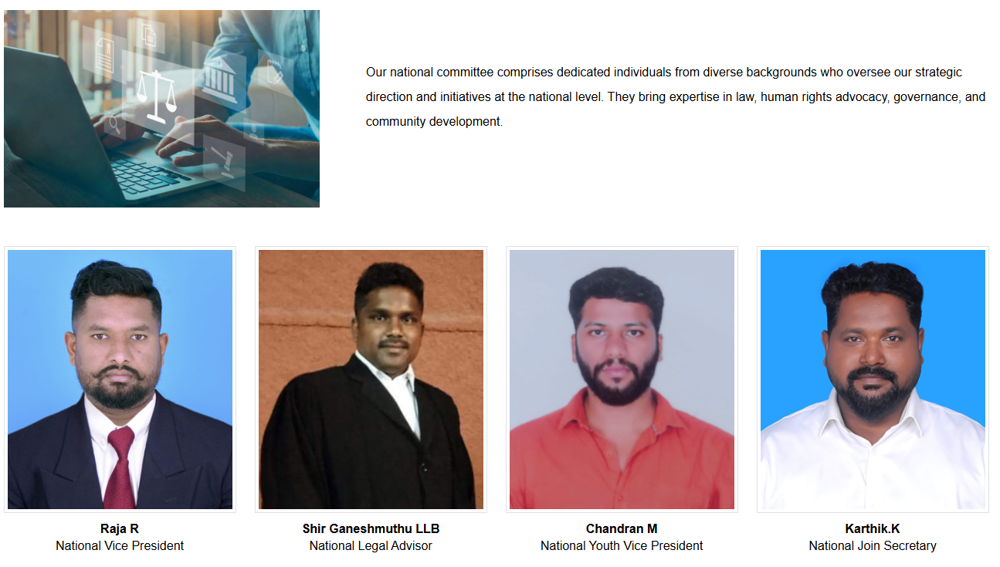 Our national committee comprises dedicated individuals from diverse backgrounds who oversee our strategic
direction and initiatives at the national level. They bring expertise in law, human rights advocacy, governance, and
community development.
Raja R
National Vice President
Shir Ganeshmuthu LLB
National Legal Advisor
Chandran M
National Youth Vice President
Karthik.K
National Join Secretary